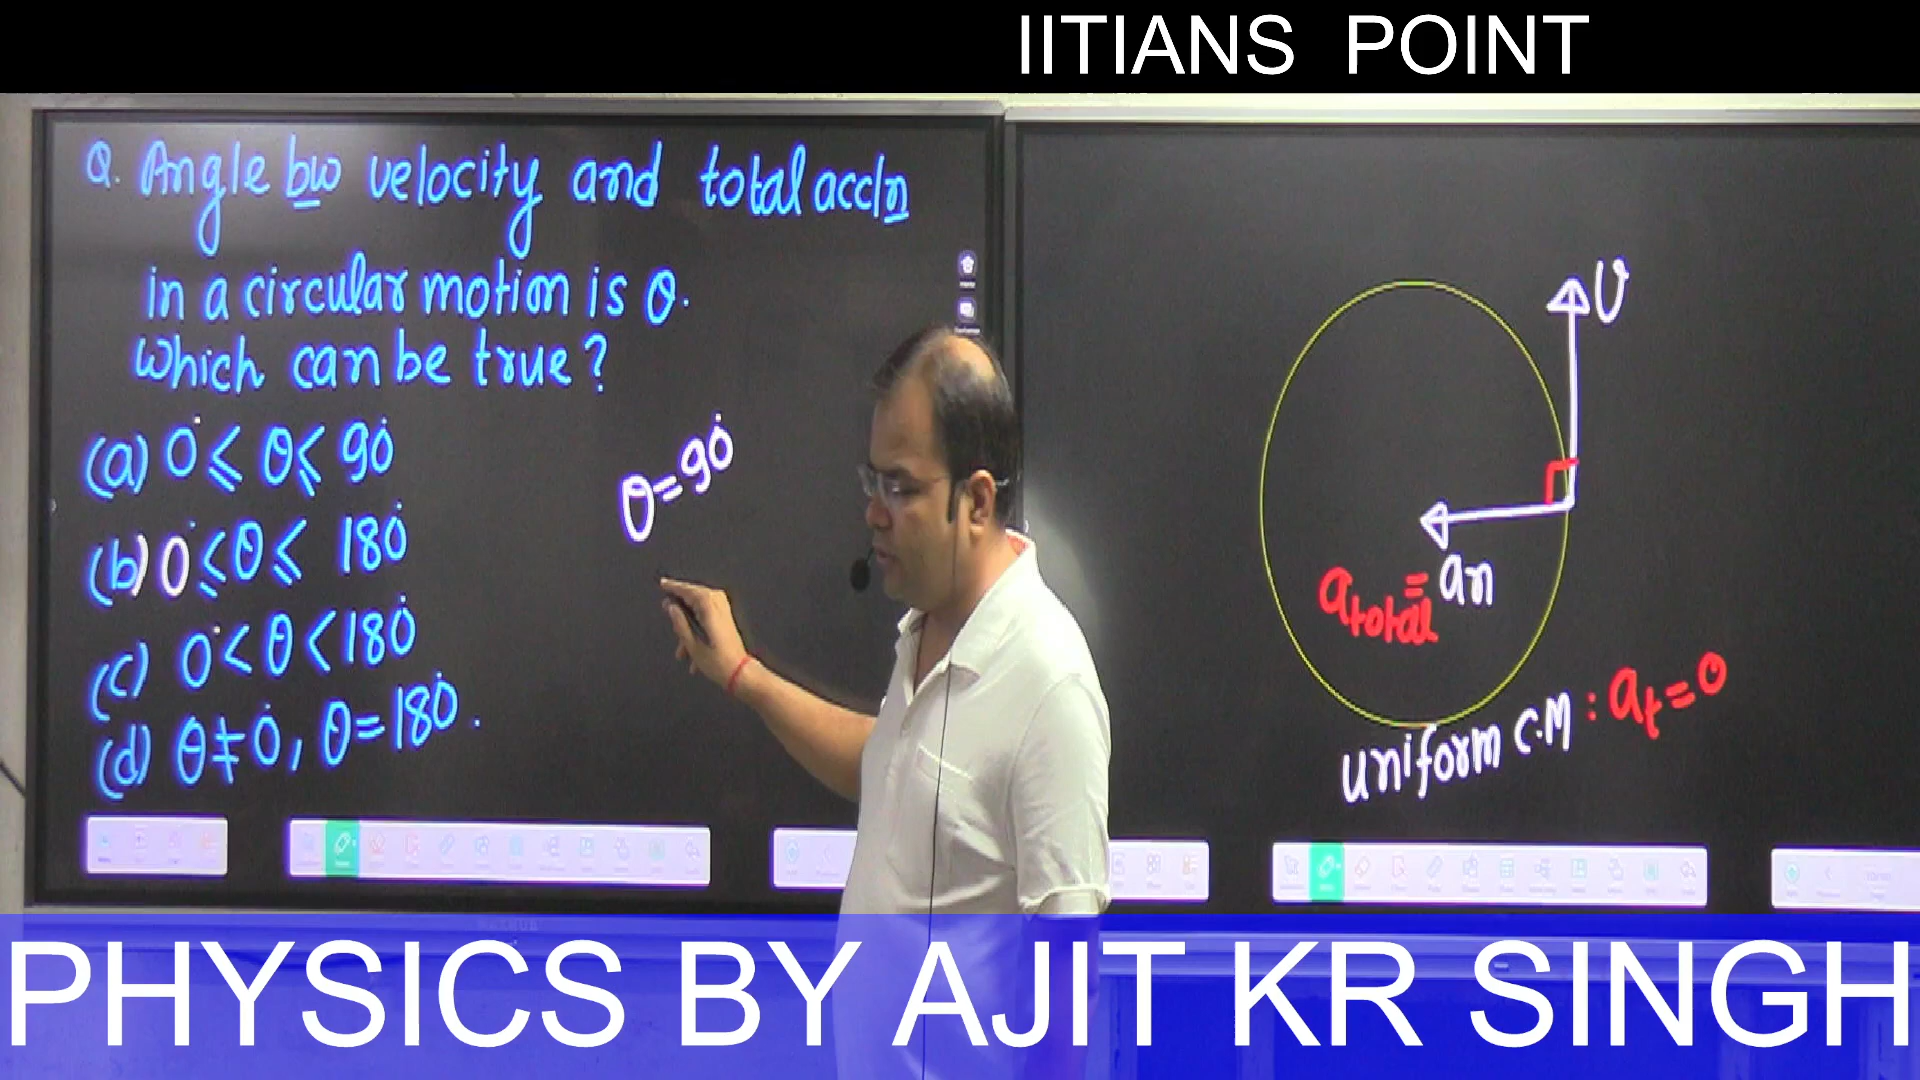 IITIANS POINT
Q. Angle bw velocity and total accln
in a circular motion is θ.
which can be true?
(a) 0° ≤ θ ≤ 90°
(b) 0° ≤ θ ≤ 180°
(c) 0° < θ < 180°
(d) θ ≠ 0°, θ = 180°.
θ = 90°
v
an
atotal =
uniform C.M : at = 0
PHYSICS BY AJIT KR SINGH